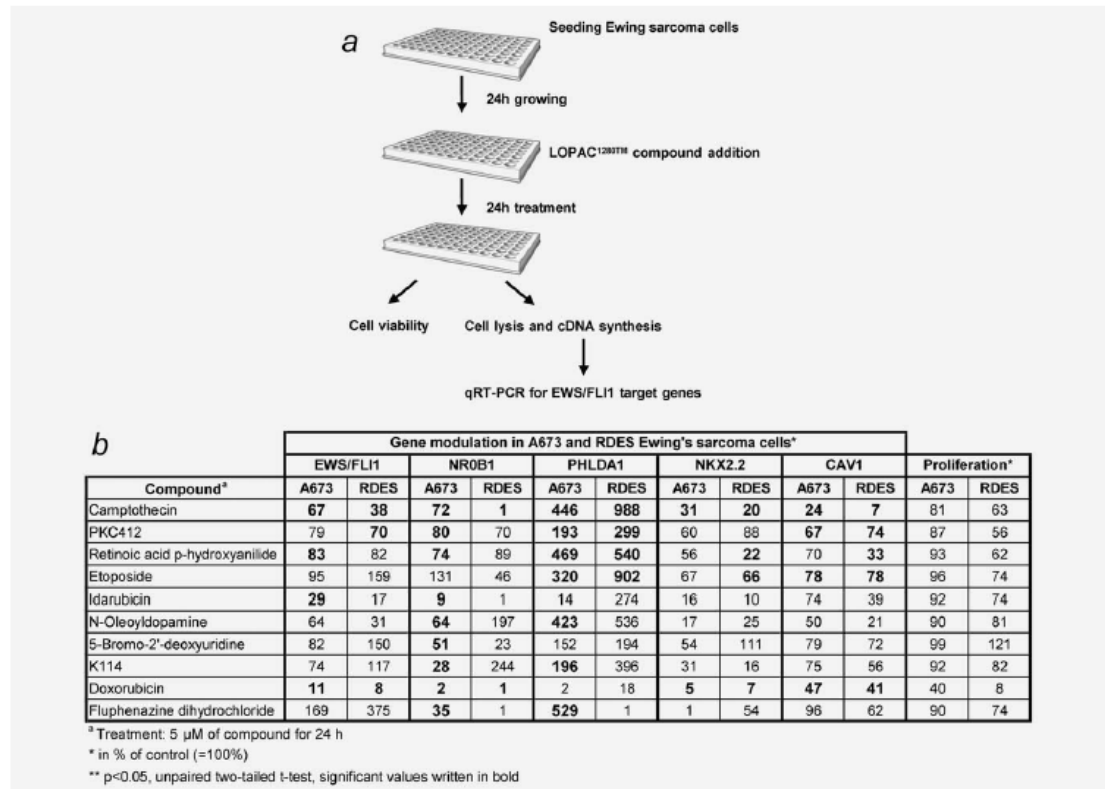 a
Seeding Ewing sarcoma cells
24h growing
LOPAC1280TM compound addition
24h treatment
Cell viability Cell lysis and cDNA synthesis
qRT-PCR for EWS/FLI1 target genes
b
Gene modulation in A673 and RDES Ewing's sarcoma cells*
EWS/FLI1 NR0B1 PHLDA1 NKX2.2 CAV1 Proliferation*
Compounda A673 RDES A673 RDES A673 RDES A673 RDES A673 RDES A673 RDES
Camptothecin 67 38 72 1 446 988 31 20 24 7 81 63
PKC412 79 70 80 70 193 299 60 88 67 74 87 56
Retinoic acid p-hydroxyanilide 83 82 74 89 469 540 56 22 70 33 93 62
Etoposide 95 159 131 46 320 902 67 66 78 78 96 74
Idarubicin 29 17 9 1 14 274 16 10 74 39 92 74
N-Oleoyldopamine 64 31 64 197 423 536 17 25 50 21 90 81
5-Bromo-2'-deoxyuridine 82 150 51 23 152 194 54 111 79 72 99 121
K114 74 117 28 244 196 396 31 16 75 56 92 82
Doxorubicin 11 8 2 1 2 18 5 7 47 41 40 8
Fluphenazine dihydrochloride 169 375 35 1 529 1 1 54 96 62 90 74
a Treatment: 5 µM of compound for 24 h
* in % of control (=100%)
** p<0.05, unpaired two-tailed t-test, significant values written in bold